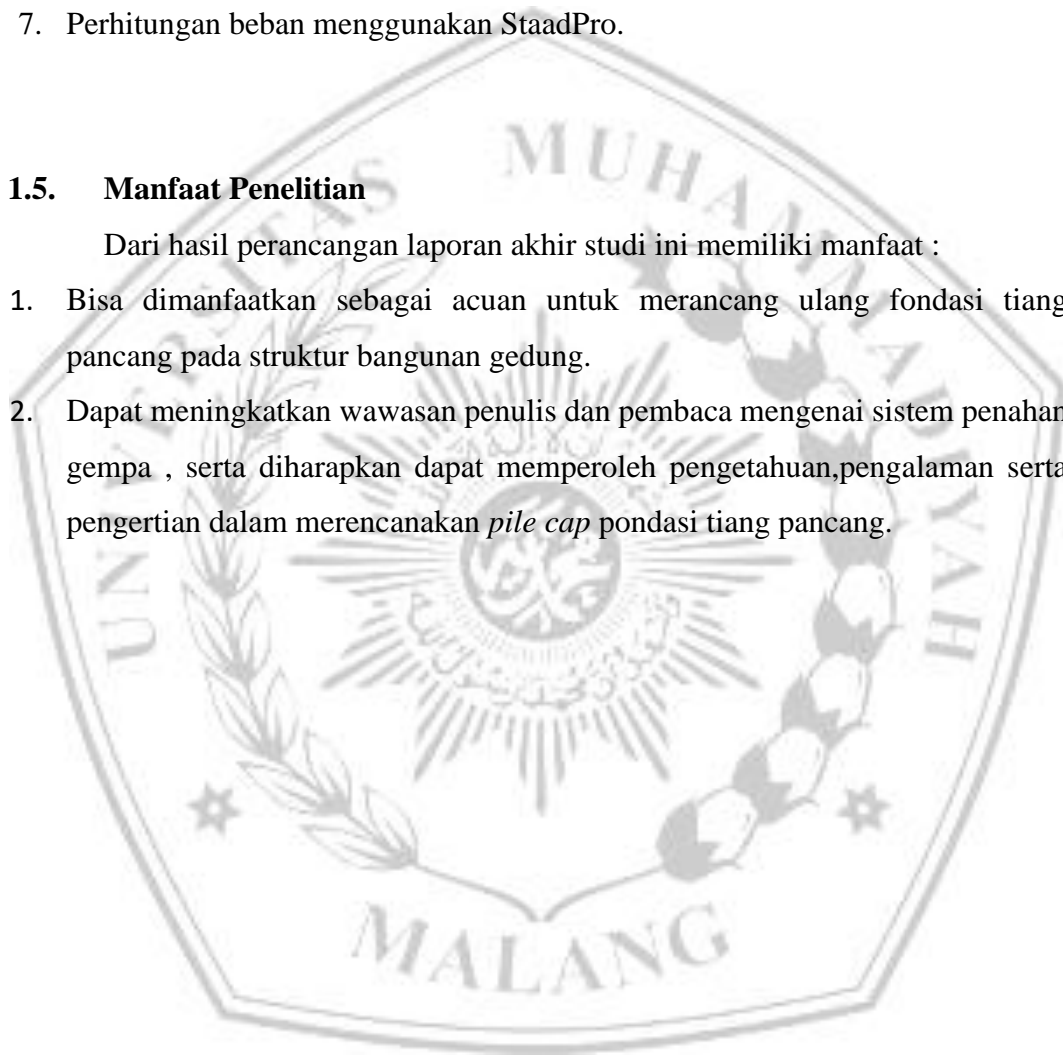 7. Perhitungan beban menggunakan StaadPro.
1.5. Manfaat Penelitian
Dari hasil perancangan laporan akhir studi ini memiliki manfaat :
1. Bisa dimanfaatkan sebagai acuan untuk merancang ulang fondasi tiang
pancang pada struktur bangunan gedung.
2. Dapat meningkatkan wawasan penulis dan pembaca mengenai sistem penahan
gempa , serta diharapkan dapat memperoleh pengetahuan,pengalaman serta
pengertian dalam merencanakan pile cap pondasi tiang pancang.
UNIVERSITAS MUHAMMADIYAH
MALANG